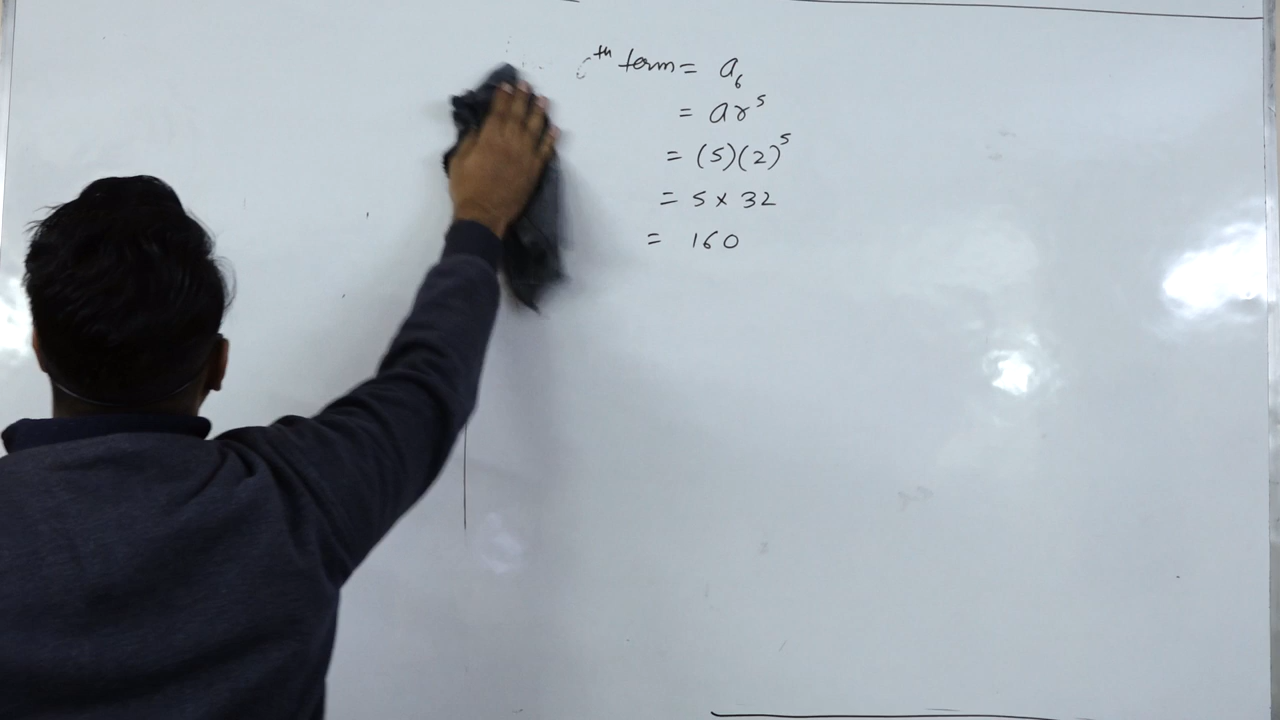 th term = a₆
= ar⁵
= (5)(2)⁵
= 5 × 32
= 160